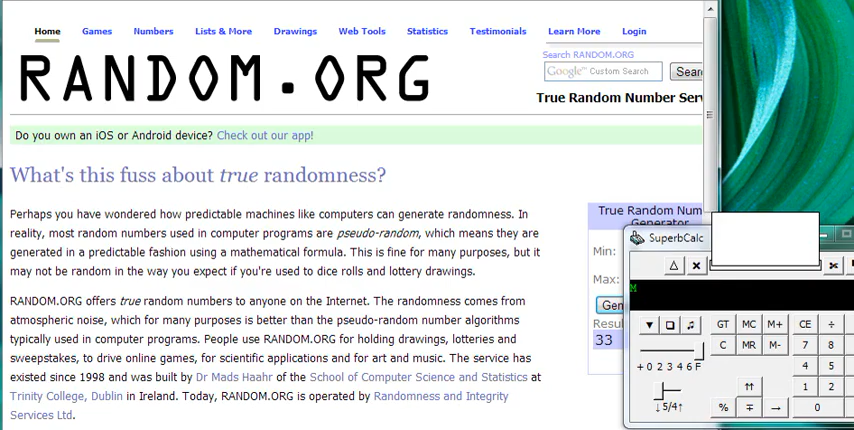 Home Games Numbers Lists & More Drawings Web Tools Statistics Testimonials Learn More Login
Search RANDOM.ORG
RANDOM.ORG
Google™ Custom Search
True Random Number
Do you own an iOS or Android device? Check out our app!
What's this fuss about true randomness?
Perhaps you have wondered how predictable machines like computers can generate randomness. In
reality, most random numbers used in computer programs are pseudo-random, which means they are
generated in a predictable fashion using a mathematical formula. This is fine for many purposes, but it
may not be random in the way you expect if you're used to dice rolls and lottery drawings.
RANDOM.ORG offers true random numbers to anyone on the Internet. The randomness comes from
atmospheric noise, which for many purposes is better than the pseudo-random number algorithms
typically used in computer programs. People use RANDOM.ORG for holding drawings, lotteries and
sweepstakes, to drive online games, for scientific applications and for art and music. The service has
existed since 1998 and was built by Dr Mads Haahr of the School of Computer Science and Statistics at
Trinity College, Dublin in Ireland. Today, RANDOM.ORG is operated by Randomness and Integrity
Services Ltd.
True Random Num
Generator
Min:
Max:
Gen
Resul
33
SuperbCalc
M
GT MC M+ CE ÷
C MR M- 7 8
+ 0 2 3 4 6 F
4 5
↑↑ 1 2
↓5/4↑ % ∓ → 0